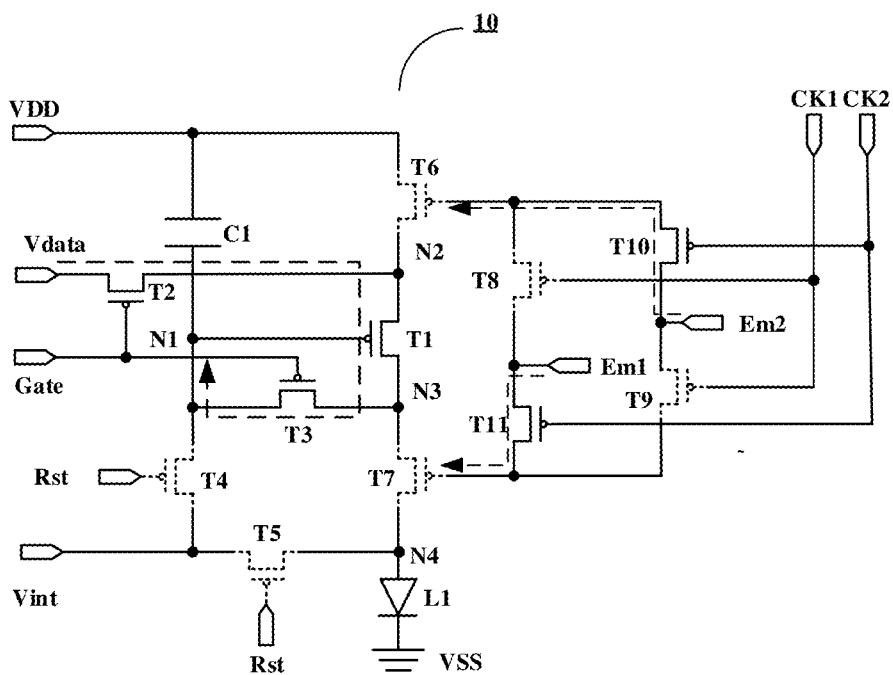 10
VDD
CK1 CK2
T6
C1
N2
Vdata
T10
T2
T8
N1
T1
Em2
Gate
Em1
N3
T9
T3
T11
Rst
T4
T7
T5
N4
Vint
L1
Rst
VSS